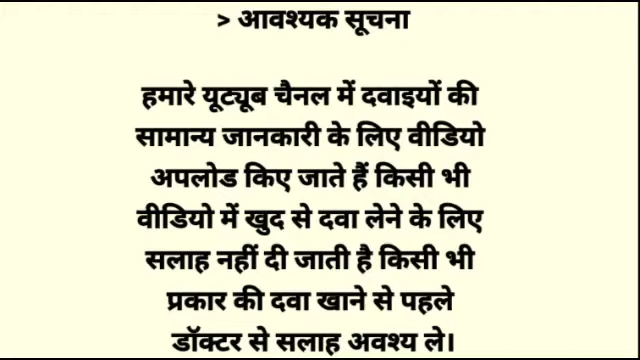 > आवश्यक सूचना
हमारे यूट्यूब चैनल में दवाइयों की
सामान्य जानकारी के लिए वीडियो
अपलोड किए जाते हैं किसी भी
वीडियो में खुद से दवा लेने के लिए
सलाह नहीं दी जाती है किसी भी
प्रकार की दवा खाने से पहले
डॉक्टर से सलाह अवश्य ले।